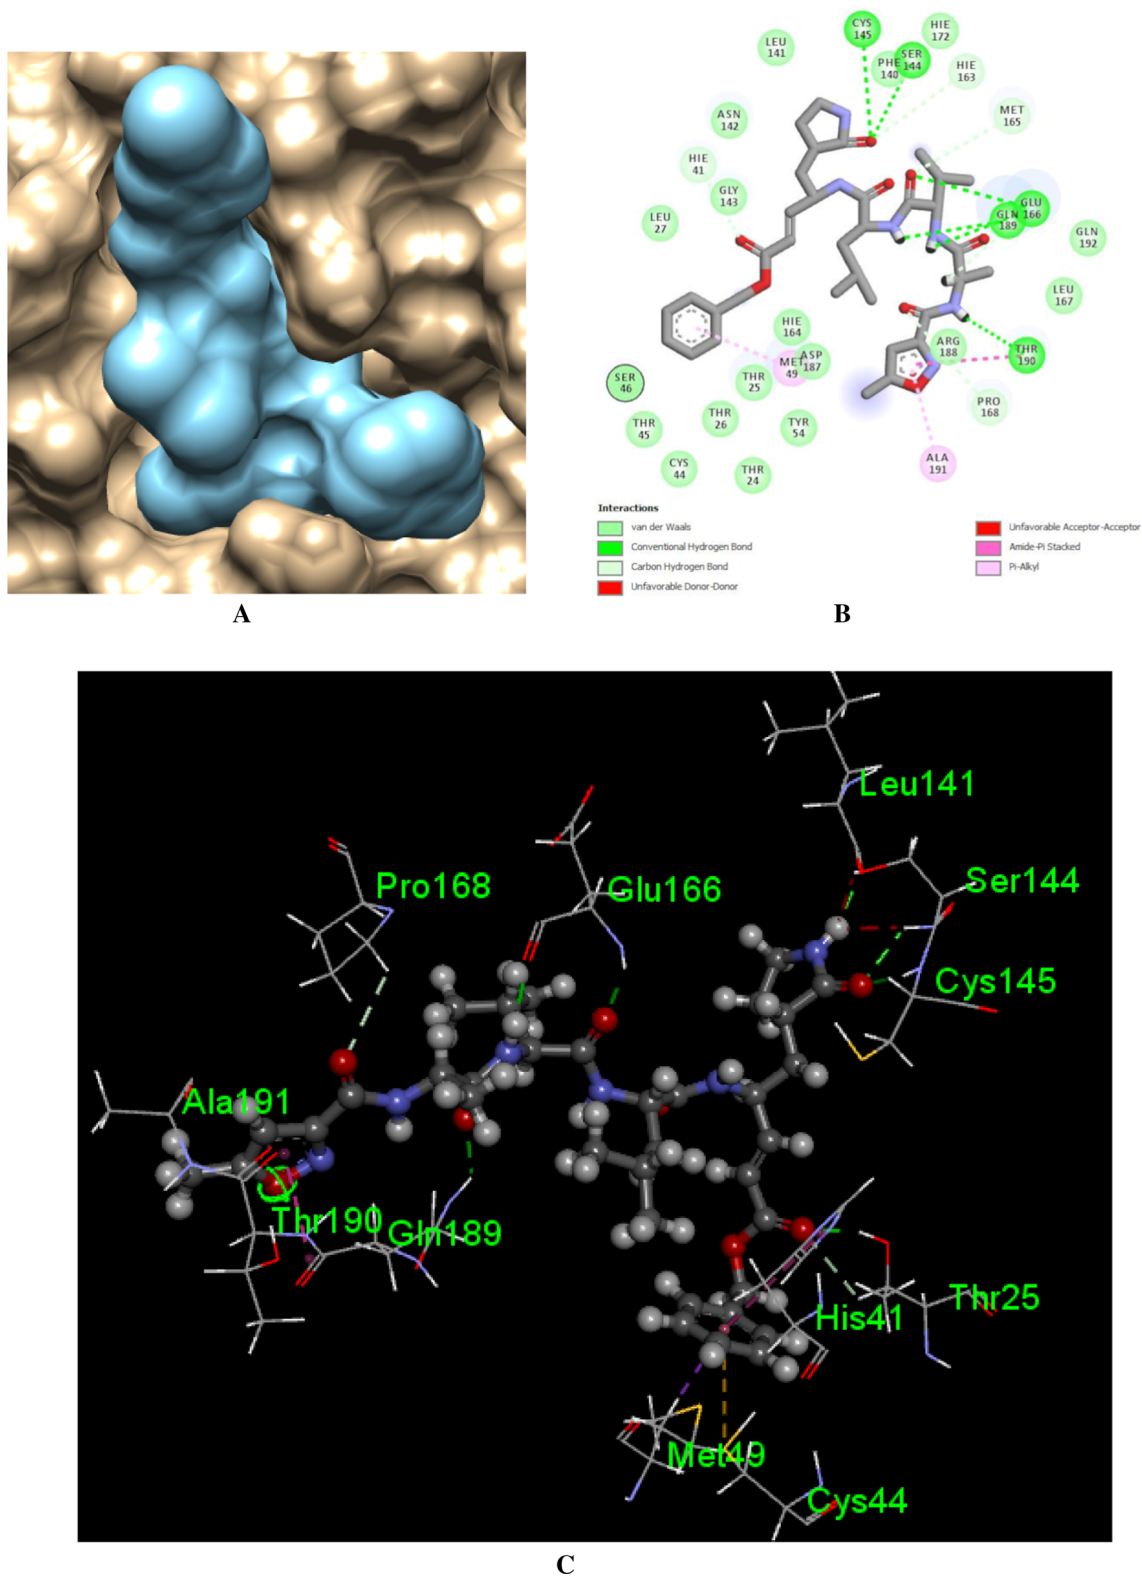 CYS
145
HIE
172
LEU
141
SER
144
PHE
140
HIE
163
MET
165
ASN
142
HIE
41
GLY
143
LEU
27
GLU
166
GLN
189
GLN
192
LEU
167
HIE
164
ASP
187
MET
49
ARG
188
THR
190
SER
46
THR
25
PRO
168
THR
45
THR
26
TYR
54
CYS
44
THR
24
ALA
191
Interactions
van der Waals
Conventional Hydrogen Bond
Carbon Hydrogen Bond
Unfavorable Donor-Donor
Unfavorable Acceptor-Acceptor
Amide-Pi Stacked
Pi-Alkyl
A
B
Leu141
Pro168
Glu166
Ser144
Cys145
Ala191
Thr190
Gln189
His41
Thr25
Met49
Cys44
C